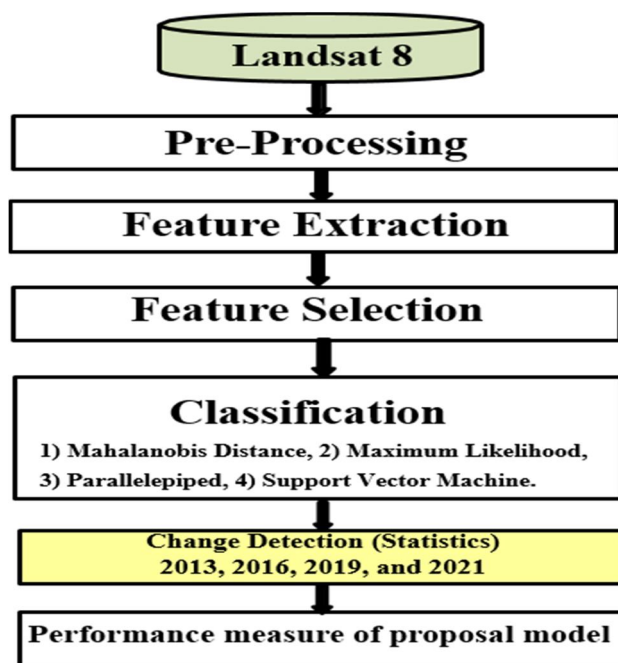 Landsat 8
Pre-Processing
Feature Extraction
Feature Selection
Classification
1) Mahalanobis Distance, 2) Maximum Likelihood,
3) Parallelepiped, 4) Support Vector Machine.
Change Detection (Statistics)
2013, 2016, 2019, and 2021
Performance measure of proposal model